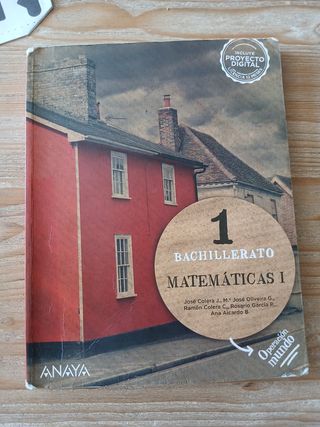 INCLUYE
PROYECTO
DIGITAL
1
BACHILLERATO
MATEMÁTICAS I
José Colera J., Mª José Oliveira G.,
Ramón Colera C., Rosario García P.,
Ana Aicardo B.
Operación
mundo
ANAYA